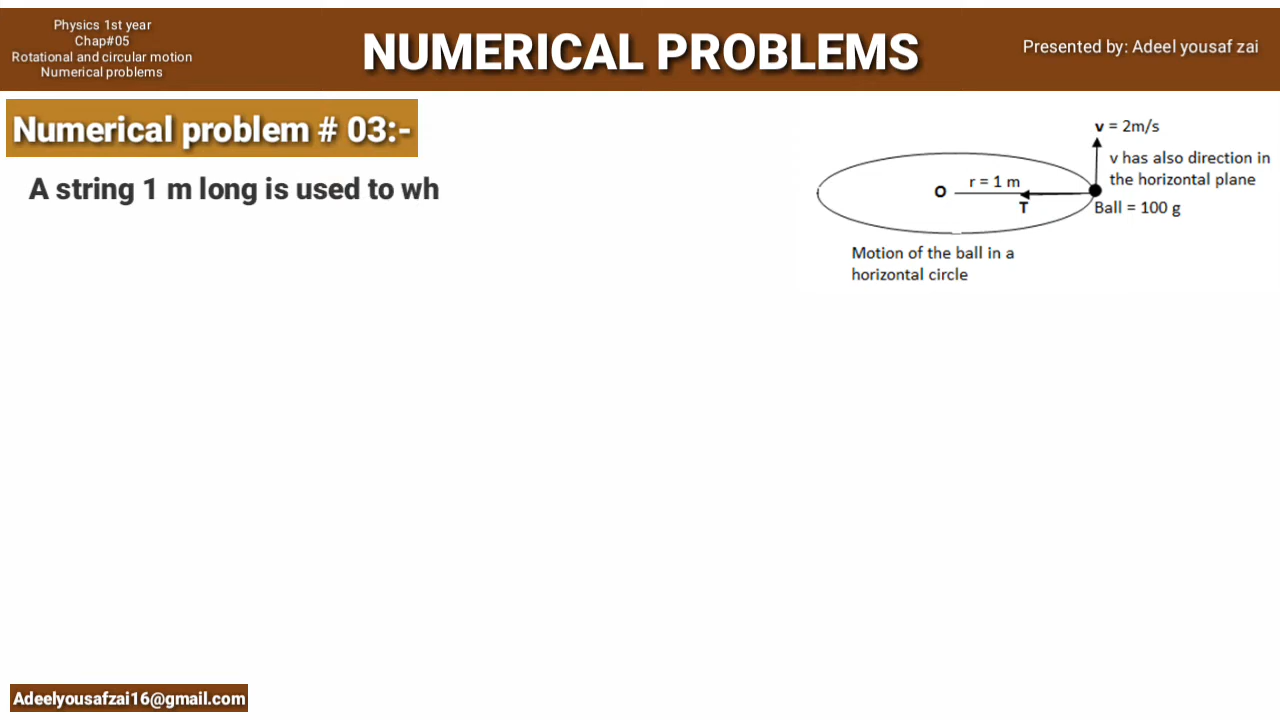 Physics 1st year
Chap#05
Rotational and circular motion
Numerical problems
NUMERICAL PROBLEMS
Presented by: Adeel yousaf zai
Numerical problem # 03:-
A string 1 m long is used to wh
v = 2m/s
v has also direction in
the horizontal plane
r = 1 m
O
T
Ball = 100 g
Motion of the ball in a
horizontal circle
Adeelyousafzai16@gmail.com